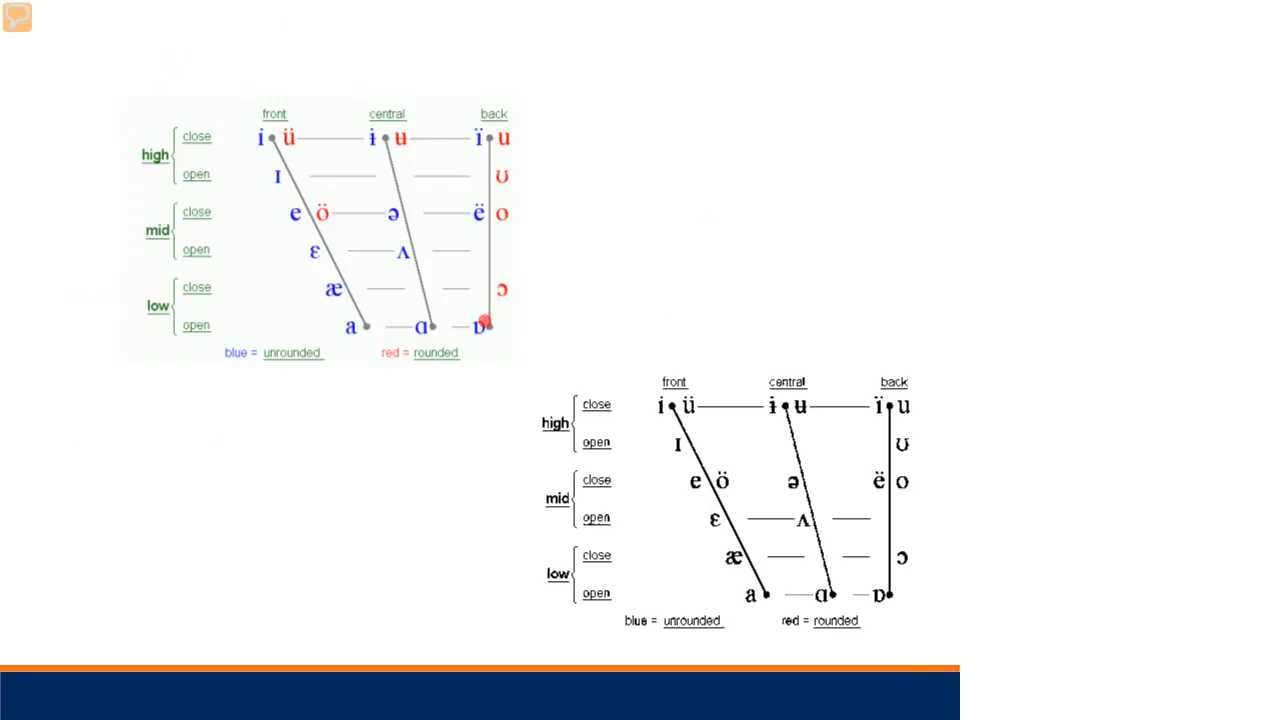 front central back
i ü ɨ ʉ ï u
high close
open ɪ ʊ
mid close e ö ə ë o
open ɛ ʌ
low close æ ɔ
open a ɑ ɒ
blue = unrounded red = rounded
front central back
i ü ɨ ʉ ï u
high close
open ɪ ʊ
mid close e ö ə ë o
open ɛ ʌ
low close æ ɔ
open a ɑ ɒ
blue = unrounded red = rounded